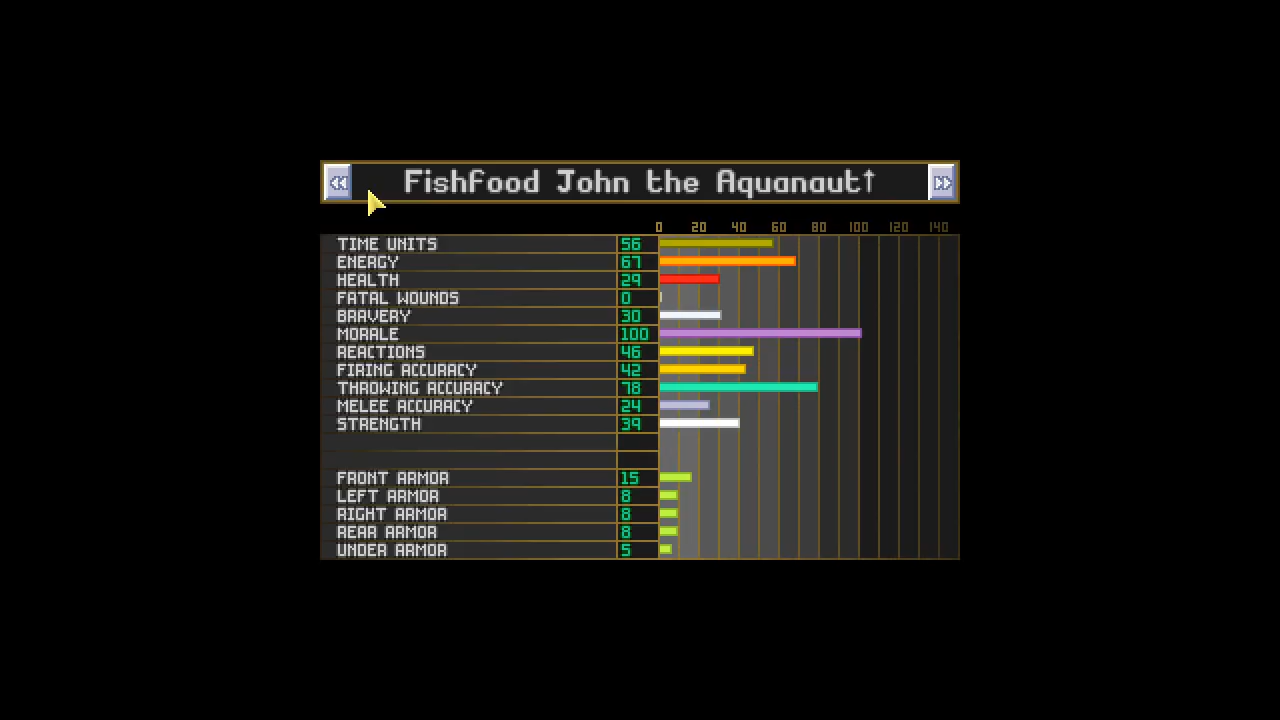 Fishfood John the Aquanaut†
0 20 40 60 80 100 120 140
TIME UNITS 56
ENERGY 67
HEALTH 29
FATAL WOUNDS 0
BRAVERY 30
MORALE 100
REACTIONS 46
FIRING ACCURACY 42
THROWING ACCURACY 78
MELEE ACCURACY 24
STRENGTH 39
FRONT ARMOR 15
LEFT ARMOR 8
RIGHT ARMOR 8
REAR ARMOR 8
UNDER ARMOR 5